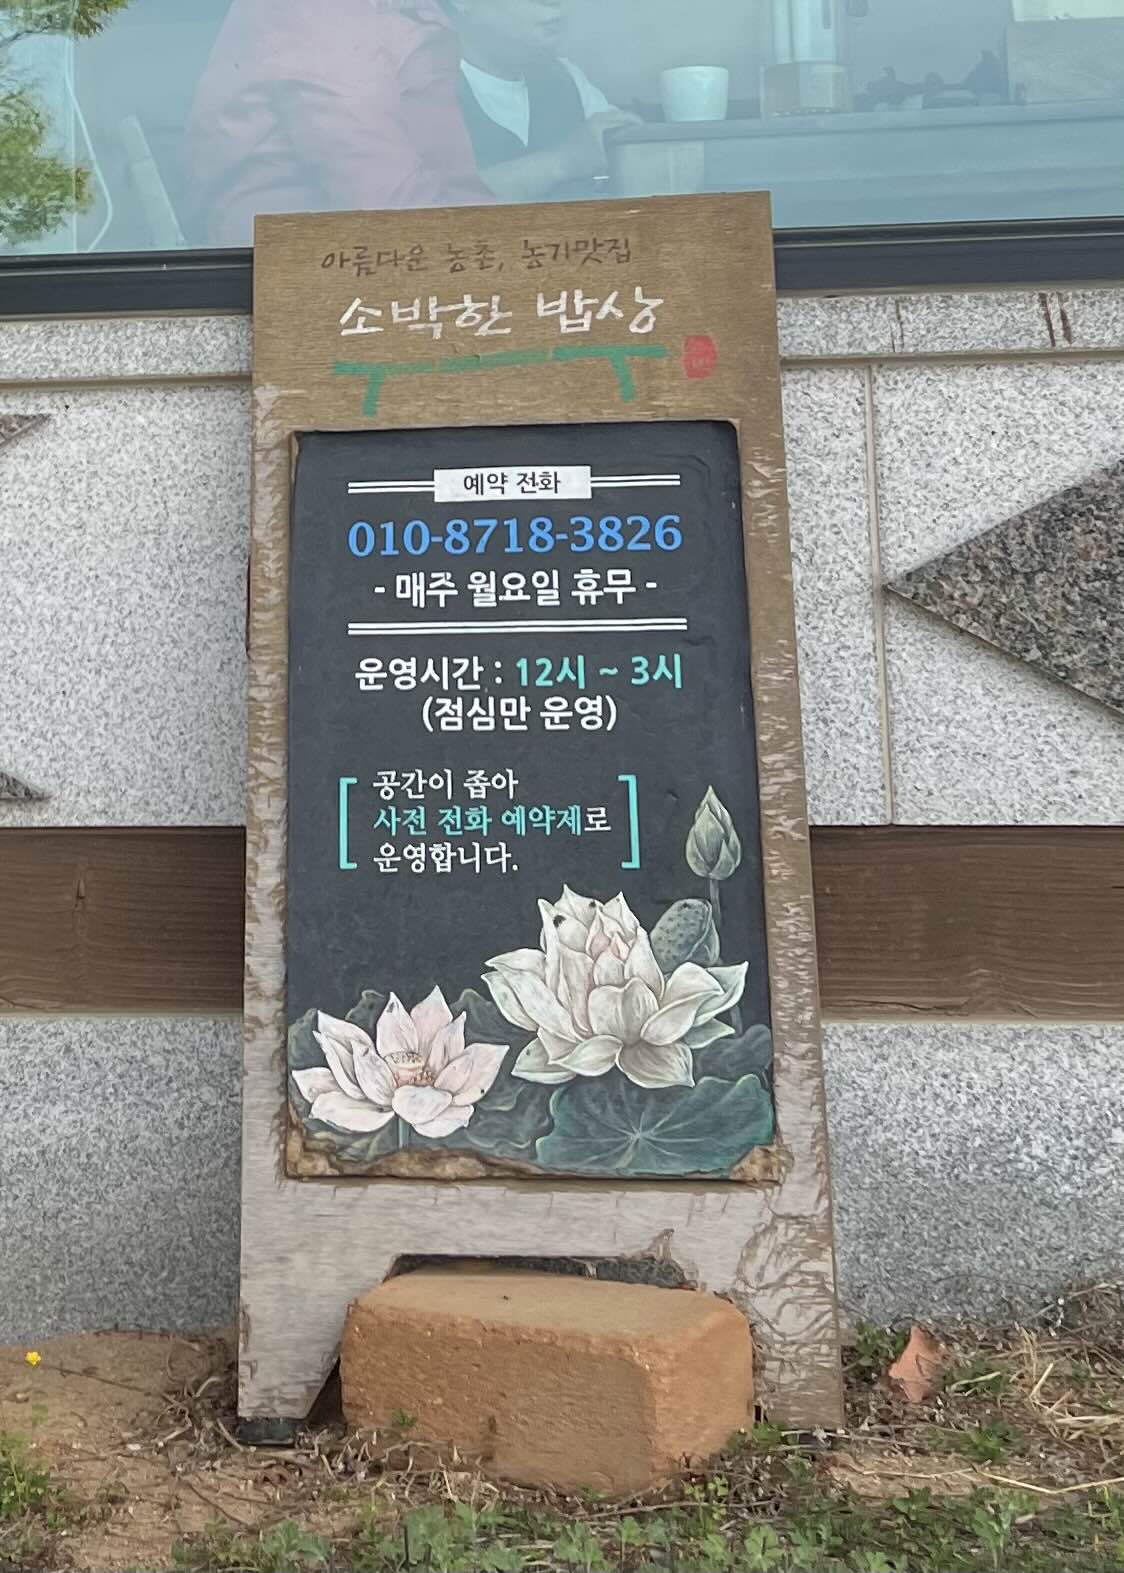 아름다운 농촌, 농가맛집
소박한 밥상
예약 전화
010-8718-3826
- 매주 월요일 휴무 -
운영시간 : 12시 ~ 3시
(점심만 운영)
[ 공간이 좁아
사전 전화 예약제로
운영합니다. ]